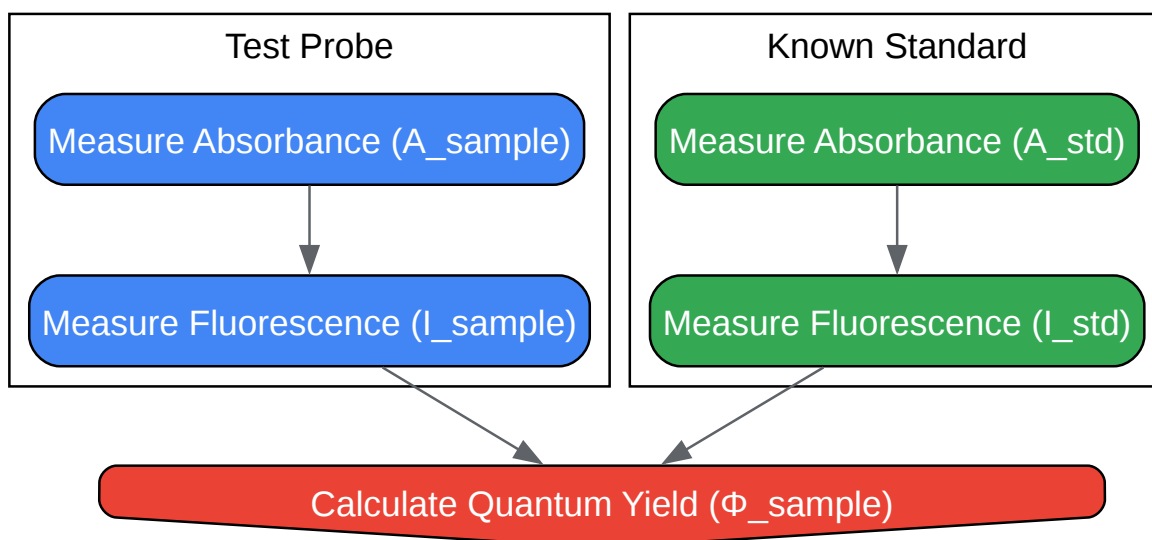 Test Probe
Measure Absorbance (A_sample)
Measure Fluorescence (I_sample)
Known Standard
Measure Absorbance (A_std)
Measure Fluorescence (I_std)
Calculate Quantum Yield (Φ_sample)